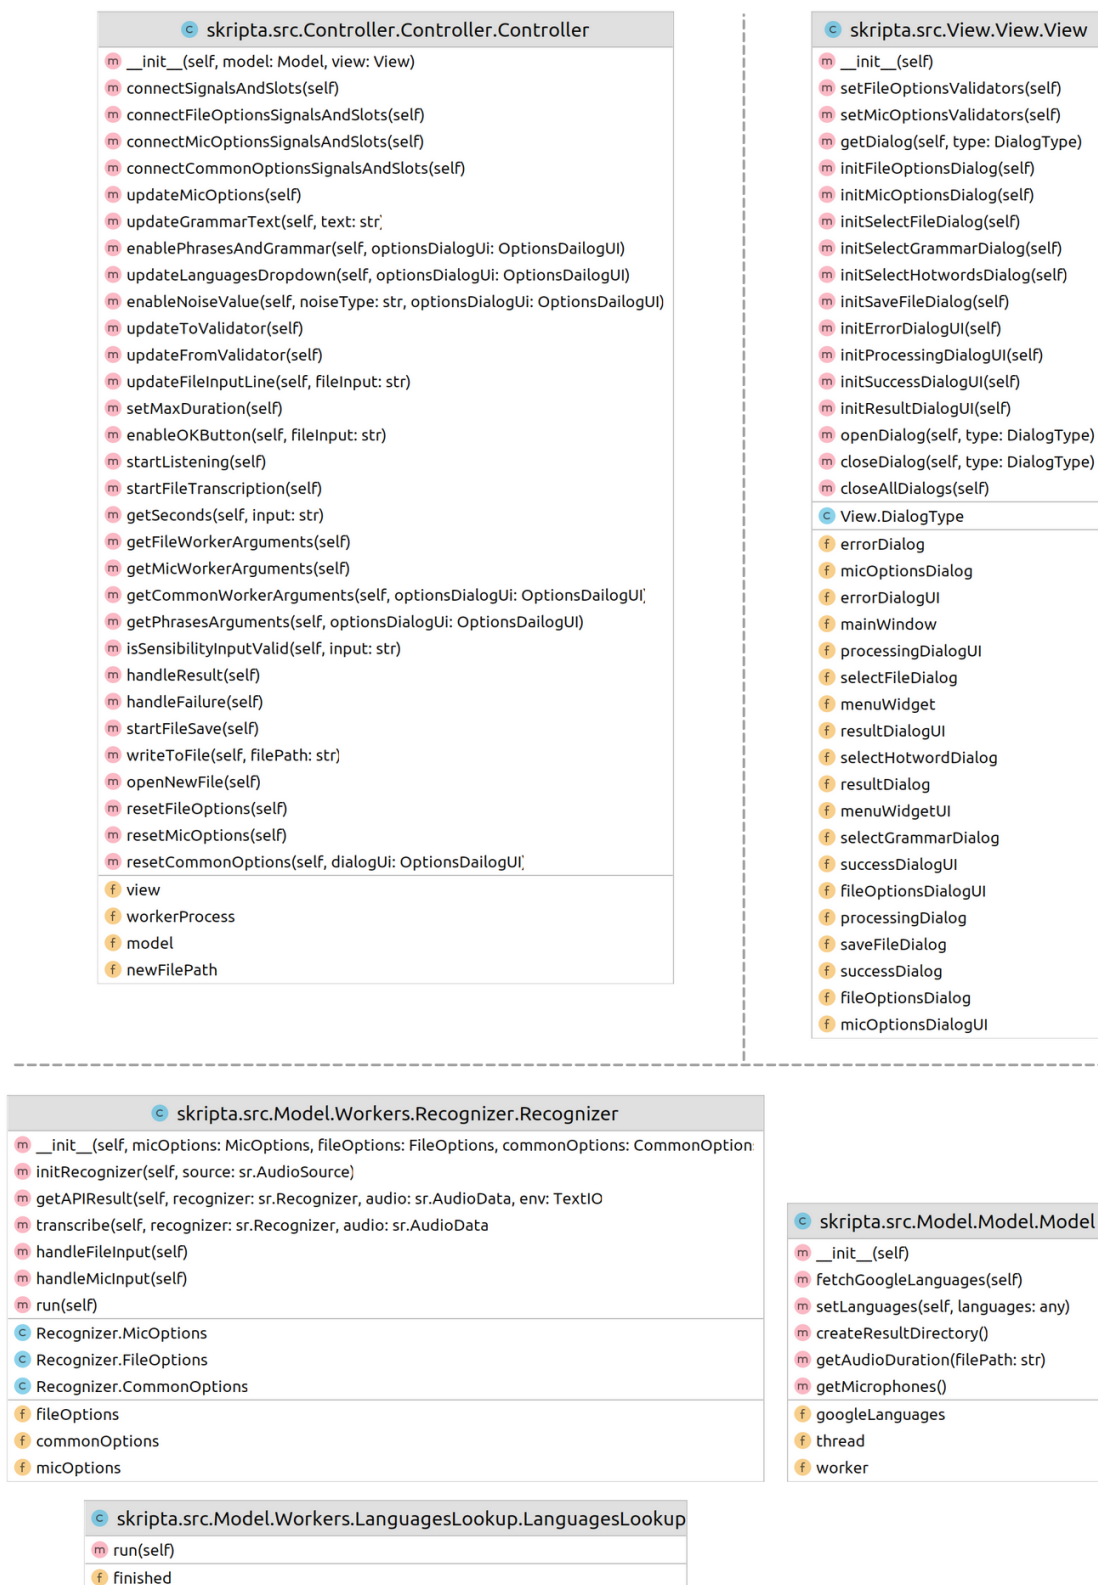 skripta.src.Controller.Controller.Controller
__init__(self, model: Model, view: View)
connectSignalsAndSlots(self)
connectFileOptionsSignalsAndSlots(self)
connectMicOptionsSignalsAndSlots(self)
connectCommonOptionsSignalsAndSlots(self)
updateMicOptions(self)
updateGrammarText(self, text: str)
enablePhrasesAndGrammar(self, optionsDialogUi: OptionsDailogUI)
updateLanguagesDropdown(self, optionsDialogUi: OptionsDailogUI)
enableNoiseValue(self, noiseType: str, optionsDialogUi: OptionsDailogUI)
updateToValidator(self)
updateFromValidator(self)
updateFileInputLine(self, fileInput: str)
setMaxDuration(self)
enableOKButton(self, fileInput: str)
startListening(self)
startFileTranscription(self)
getSeconds(self, input: str)
getFileWorkerArguments(self)
getMicWorkerArguments(self)
getCommonWorkerArguments(self, optionsDialogUi: OptionsDailogUI)
getPhrasesArguments(self, optionsDialogUi: OptionsDailogUI)
isSensibilityInputValid(self, input: str)
handleResult(self)
handleFailure(self)
startFileSave(self)
writeToFile(self, filePath: str)
openNewFile(self)
resetFileOptions(self)
resetMicOptions(self)
resetCommonOptions(self, dialogUi: OptionsDailogUI)
view
workerProcess
model
newFilePath
skripta.src.View.View.View
__init__(self)
setFileOptionsValidators(self)
setMicOptionsValidators(self)
getDialog(self, type: DialogType)
initFileOptionsDialog(self)
initMicOptionsDialog(self)
initSelectFileDialog(self)
initSelectGrammarDialog(self)
initSelectHotwordsDialog(self)
initSaveFileDialog(self)
initErrorDialogUI(self)
initProcessingDialogUI(self)
initSuccessDialogUI(self)
initResultDialogUI(self)
openDialog(self, type: DialogType)
closeDialog(self, type: DialogType)
closeAllDialogs(self)
View.DialogType
errorDialog
micOptionsDialog
errorDialogUI
mainWindow
processingDialogUI
selectFileDialog
menuWidget
resultDialogUI
selectHotwordDialog
resultDialog
menuWidgetUI
selectGrammarDialog
successDialogUI
fileOptionsDialogUI
processingDialog
saveFileDialog
successDialog
fileOptionsDialog
micOptionsDialogUI
skripta.src.Model.Workers.Recognizer.Recognizer
__init__(self, micOptions: MicOptions, fileOptions: FileOptions, commonOptions: CommonOption
initRecognizer(self, source: sr.AudioSource)
getAPIResult(self, recognizer: sr.Recognizer, audio: sr.AudioData, env: TextIO
transcribe(self, recognizer: sr.Recognizer, audio: sr.AudioData
handleFileInput(self)
handleMicInput(self)
run(self)
Recognizer.MicOptions
Recognizer.FileOptions
Recognizer.CommonOptions
fileOptions
commonOptions
micOptions
skripta.src.Model.Model.Model
__init__(self)
fetchGoogleLanguages(self)
setLanguages(self, languages: any)
createResultDirectory()
getAudioDuration(filePath: str)
getMicrophones()
googleLanguages
thread
worker
skripta.src.Model.Workers.LanguagesLookup.LanguagesLookup
run(self)
finished